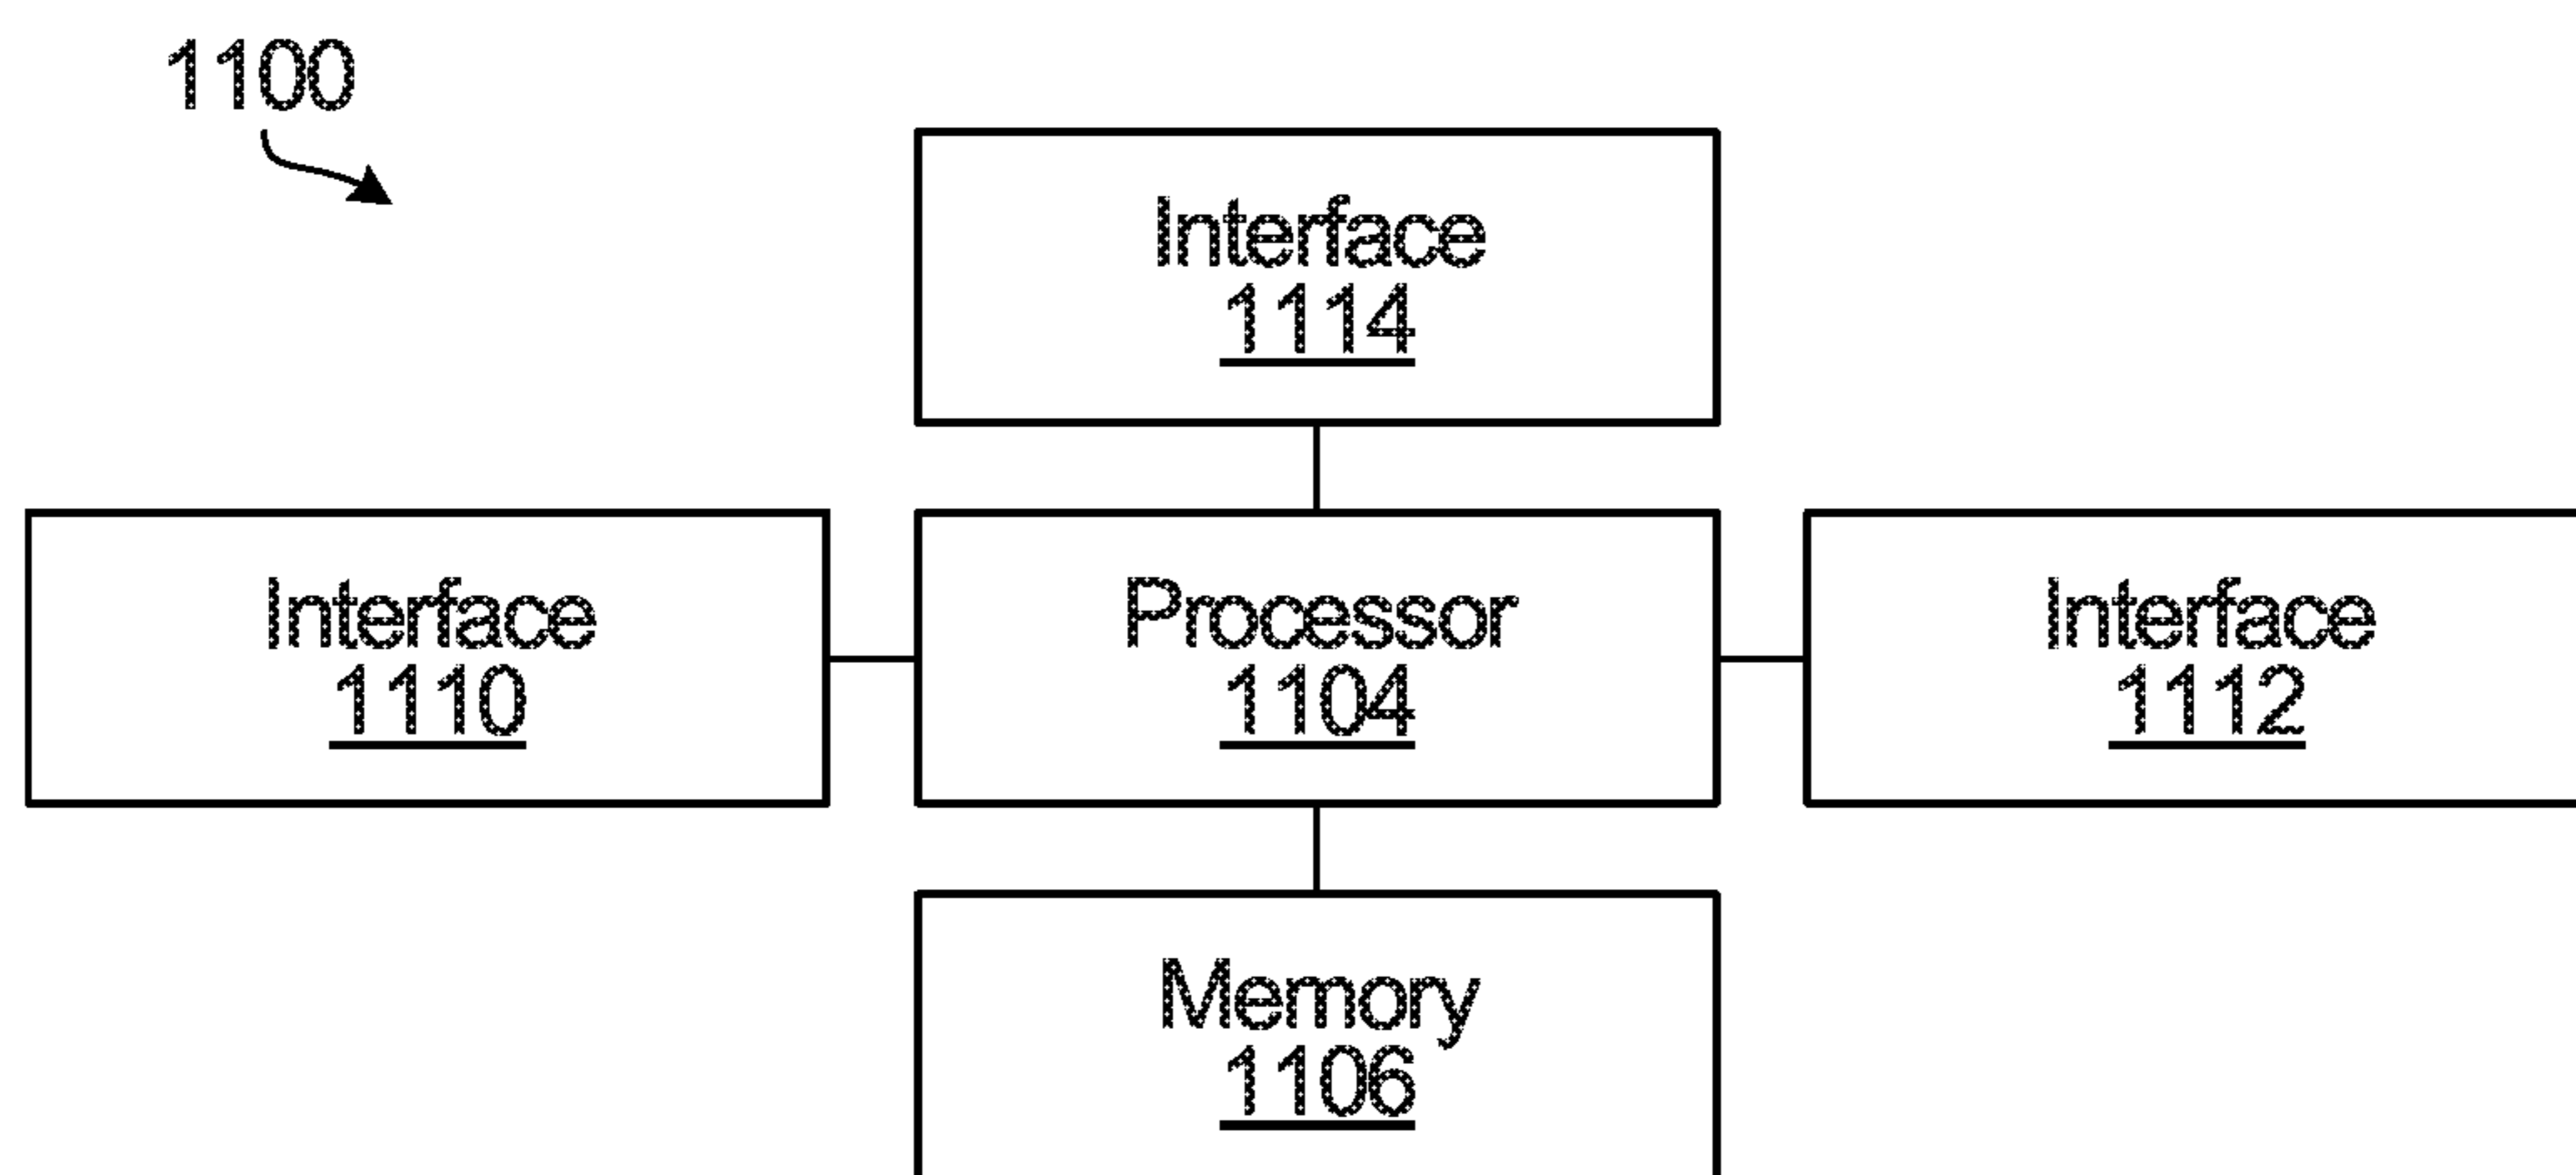 1100
Interface
1114
Interface
1110
Processor
1104
Interface
1112
Memory
1106